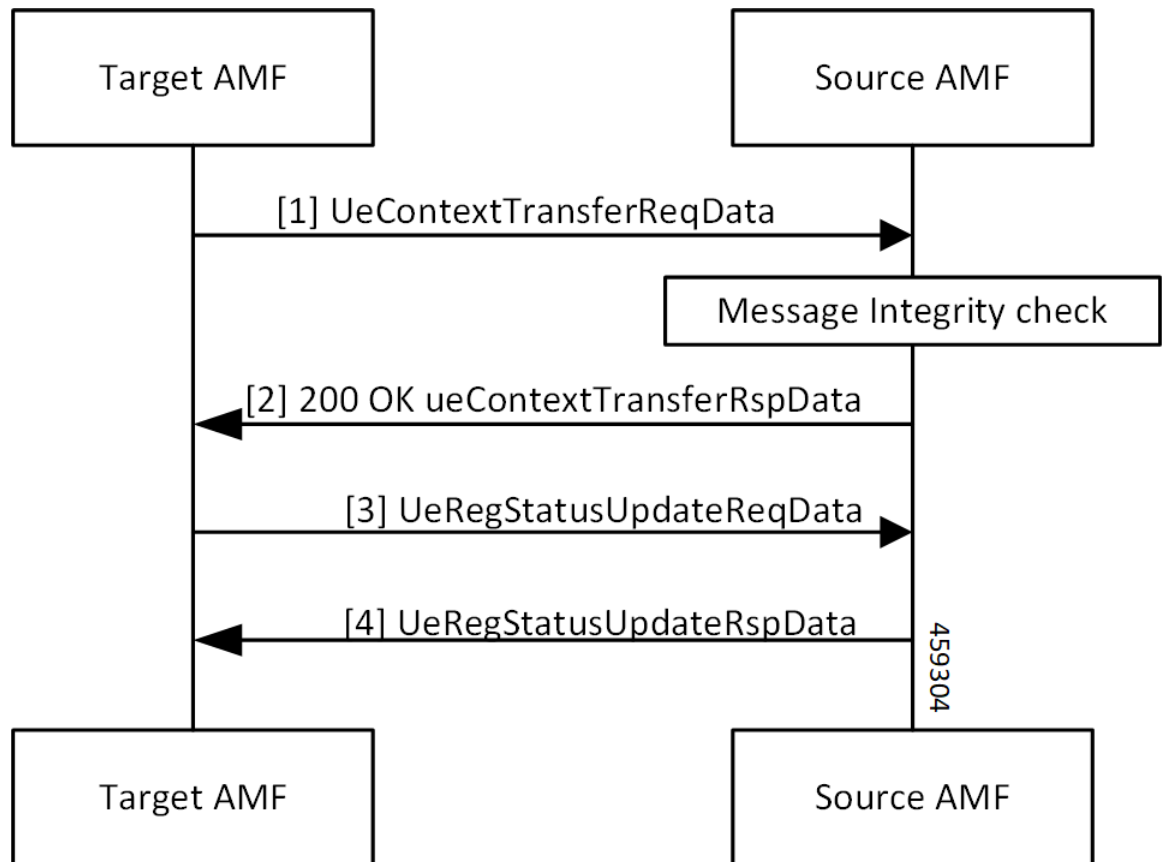 Target AMF
Source AMF
[1] UeContextTransferReqData
Message Integrity check
[2] 200 OK ueContextTransferRspData
[3] UeRegStatusUpdateReqData
[4] UeRegStatusUpdateRspData
459304
Target AMF
Source AMF